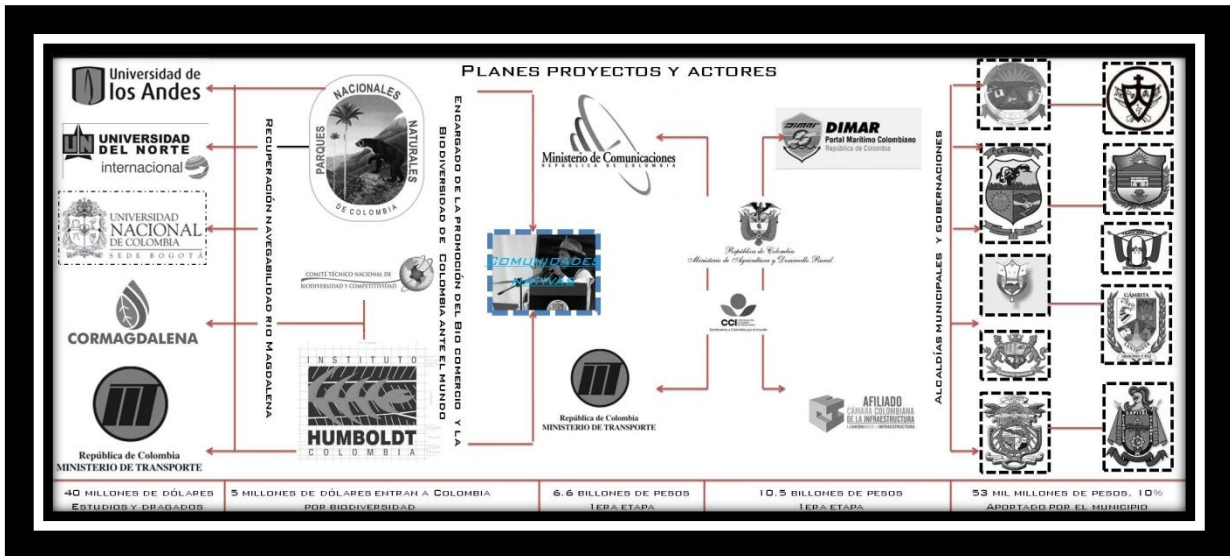 PLANES PROYECTOS Y ACTORES
Universidad de
los Andes
UN UNIVERSIDAD
DEL NORTE
internacional
UNIVERSIDAD
NACIONAL
DE COLOMBIA
SEDE BOGOTÁ
CORMAGDALENA
República de Colombia
MINISTERIO DE TRANSPORTE
RECUPERACIÓN NAVEGABILIDAD RIO MAGDALENA
PARQUES NACIONALES NATURALES
DE COLOMBIA
COMITÉ TÉCNICO NACIONAL DE
BIODIVERSIDAD Y COMPETITIVIDAD
INSTITUTO
HUMBOLDT
COLOMBIA
ENCARGADO DE LA PROMOCIÓN DEL BIO COMERCIO Y LA
BIODIVERSIDAD DE COLOMBIA ANTE EL MUNDO
COMUNIDADES
NATIVAS
Ministerio de Comunicaciones
REPÚBLICA DE COLOMBIA
DIMAR
DIMAR
Portal Marítimo Colombiano
República de Colombia
República de Colombia
Ministerio de Agricultura y Desarrollo Rural
CCI
República de Colombia
MINISTERIO DE TRANSPORTE
AFILIADO
CÁMARA COLOMBIANA
DE LA INFRAESTRUCTURA
ALCALDÍAS MUNICIPALES Y GOBERNACIONES
LA DORADA
GÁMBITA
40 MILLONES DE DÓLARES
ESTUDIOS Y DRAGADOS
5 MILLONES DE DÓLARES ENTRAN A COLOMBIA
POR BIODIVERSIDAD
6.6 BILLONES DE PESOS
1ERA ETAPA
10.5 BILLONES DE PESOS
1ERA ETAPA
53 MIL MILLONES DE PESOS, 10%
APORTADO POR EL MUNICIPIO